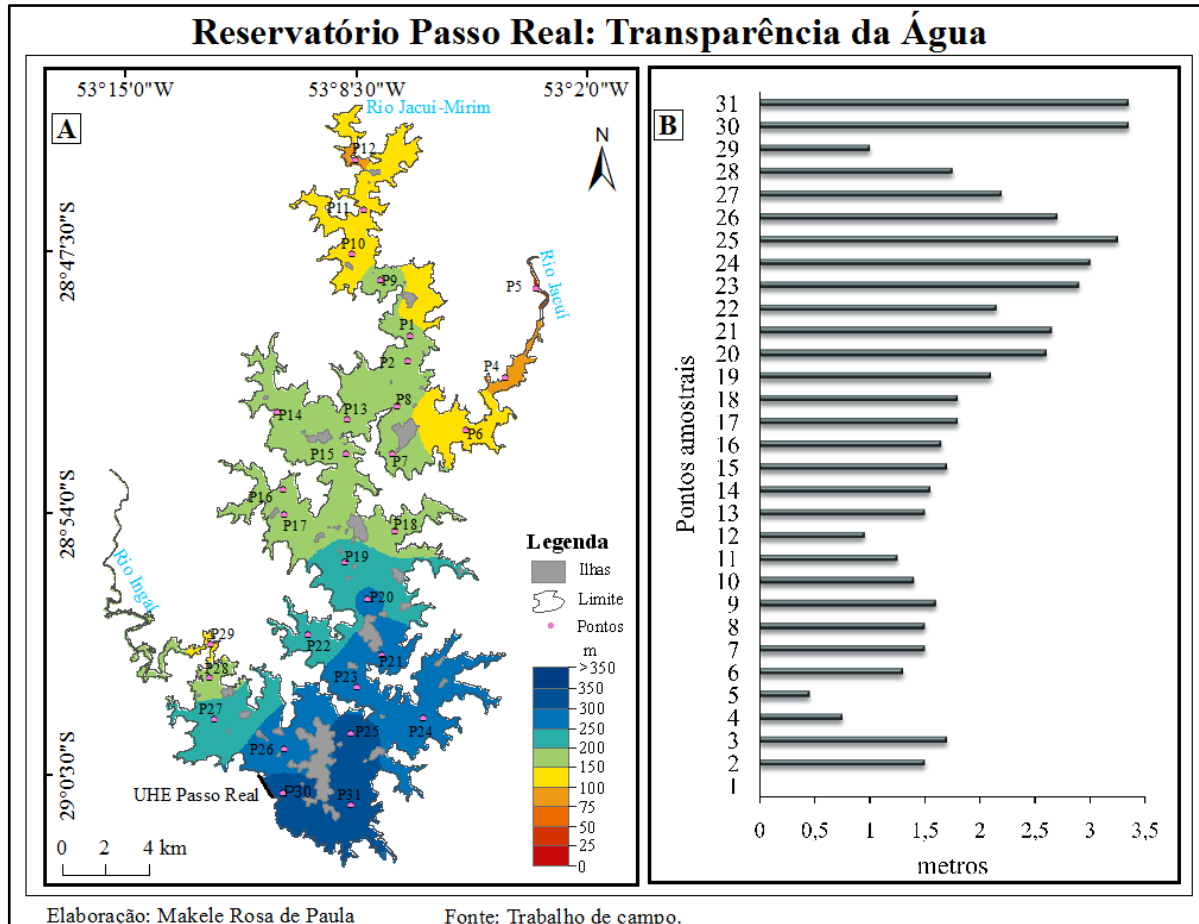 Reservatório Passo Real: Transparência da Água
53°15'0"W
53°8'30"W
53°2'0"W
A
Rio Jacuí-Mirim
N
P12
P11
P10
P9
28°47'30"S
Rio Jacuí
P5
P1
P2
P4
P8
P14
P13
P6
P15
P7
P16
P17
P18
28°54'0"S
Rio Ingaí
P19
P20
P22
P21
P29
P28
P23
P27
P24
P25
P26
29°0'30"S
UHE Passo Real
P30
P31
0 2 4 km
Legenda
Ilhas
Limite
Pontos
m
>350
350
300
250
200
150
100
75
50
25
0
B
Pontos amostrais
31
30
29
28
27
26
25
24
23
22
21
20
19
18
17
16
15
14
13
12
11
10
9
8
7
6
5
4
3
2
1
0 0,5 1 1,5 2 2,5 3 3,5
metros
Elaboração: Makele Rosa de Paula
Fonte: Trabalho de campo.